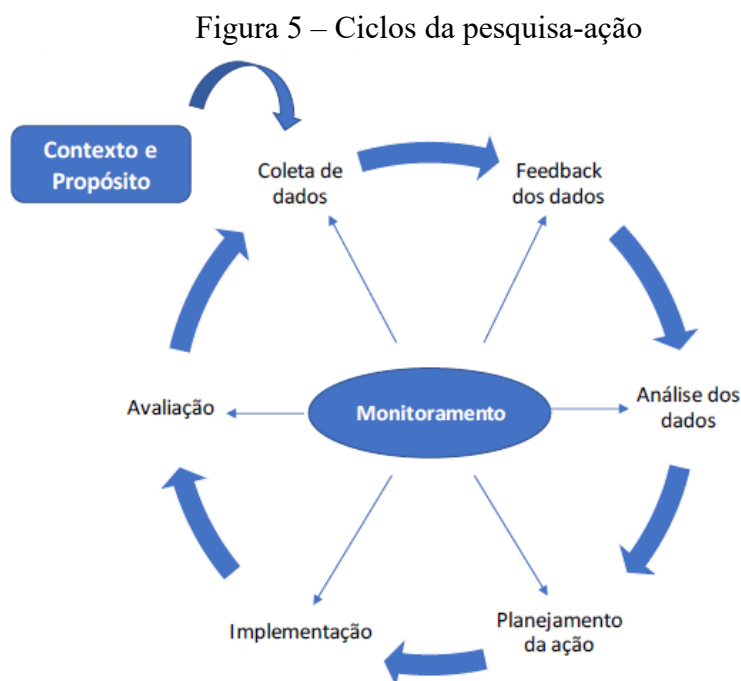 Figura 5 – Ciclos da pesquisa-ação
Contexto e
Propósito
Coleta de
dados
Feedback
dos dados
Análise dos
dados
Planejamento
da ação
Implementação
Avaliação
Monitoramento